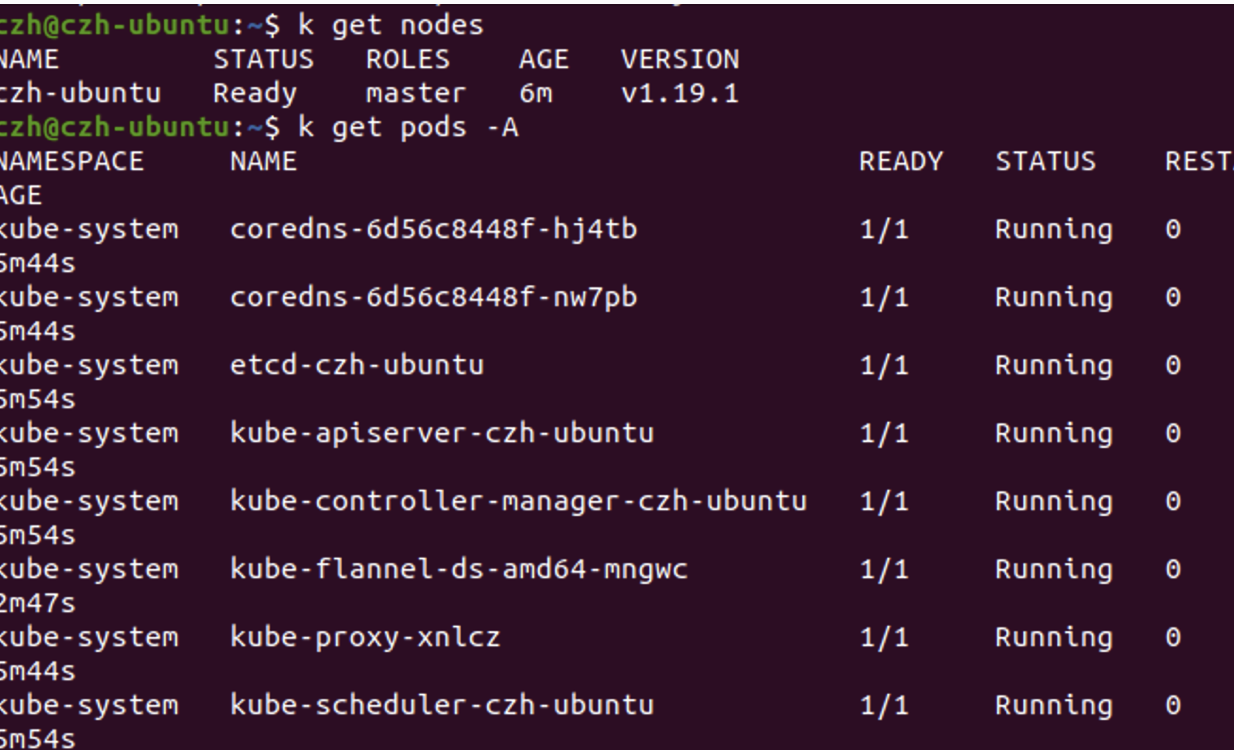 czh@czh-ubuntu:~$ k get nodes
NAME STATUS ROLES AGE VERSION
czh-ubuntu Ready master 6m v1.19.1
czh@czh-ubuntu:~$ k get pods -A
NAMESPACE NAME READY STATUS REST
AGE
kube-system coredns-6d56c8448f-hj4tb 1/1 Running 0
5m44s
kube-system coredns-6d56c8448f-nw7pb 1/1 Running 0
5m44s
kube-system etcd-czh-ubuntu 1/1 Running 0
5m54s
kube-system kube-apiserver-czh-ubuntu 1/1 Running 0
5m54s
kube-system kube-controller-manager-czh-ubuntu 1/1 Running 0
5m54s
kube-system kube-flannel-ds-amd64-mngwc 1/1 Running 0
2m47s
kube-system kube-proxy-xnlcz 1/1 Running 0
5m44s
kube-system kube-scheduler-czh-ubuntu 1/1 Running 0
5m54s